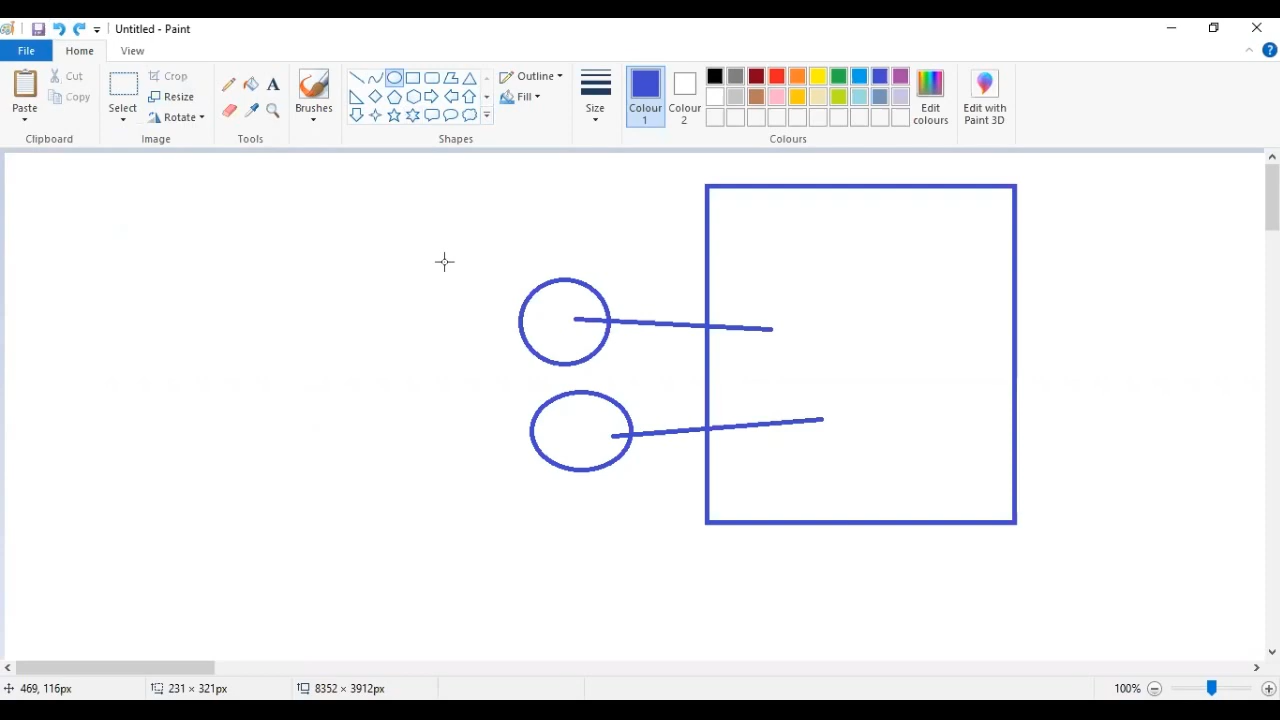 Untitled - Paint
File Home View
Paste
Cut
Copy
Clipboard
Select
Crop
Resize
Rotate
Image
A
Tools
Brushes
Outline
Fill
Shapes
Size
Colour 1
Colour 2
Colours
Edit colours
Edit with Paint 3D
469, 116px
231 × 321px
8352 × 3912px
100%